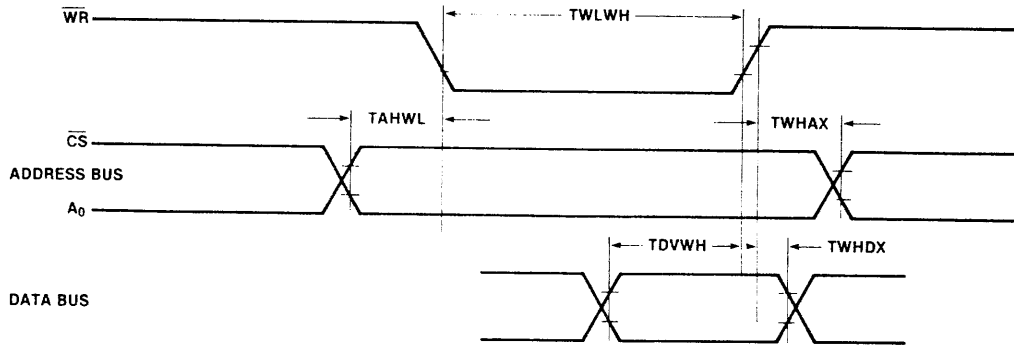 WR TWLWH
TAHWL TWHAX
CS
ADDRESS BUS
A0
TDVWH TWHDX
DATA BUS